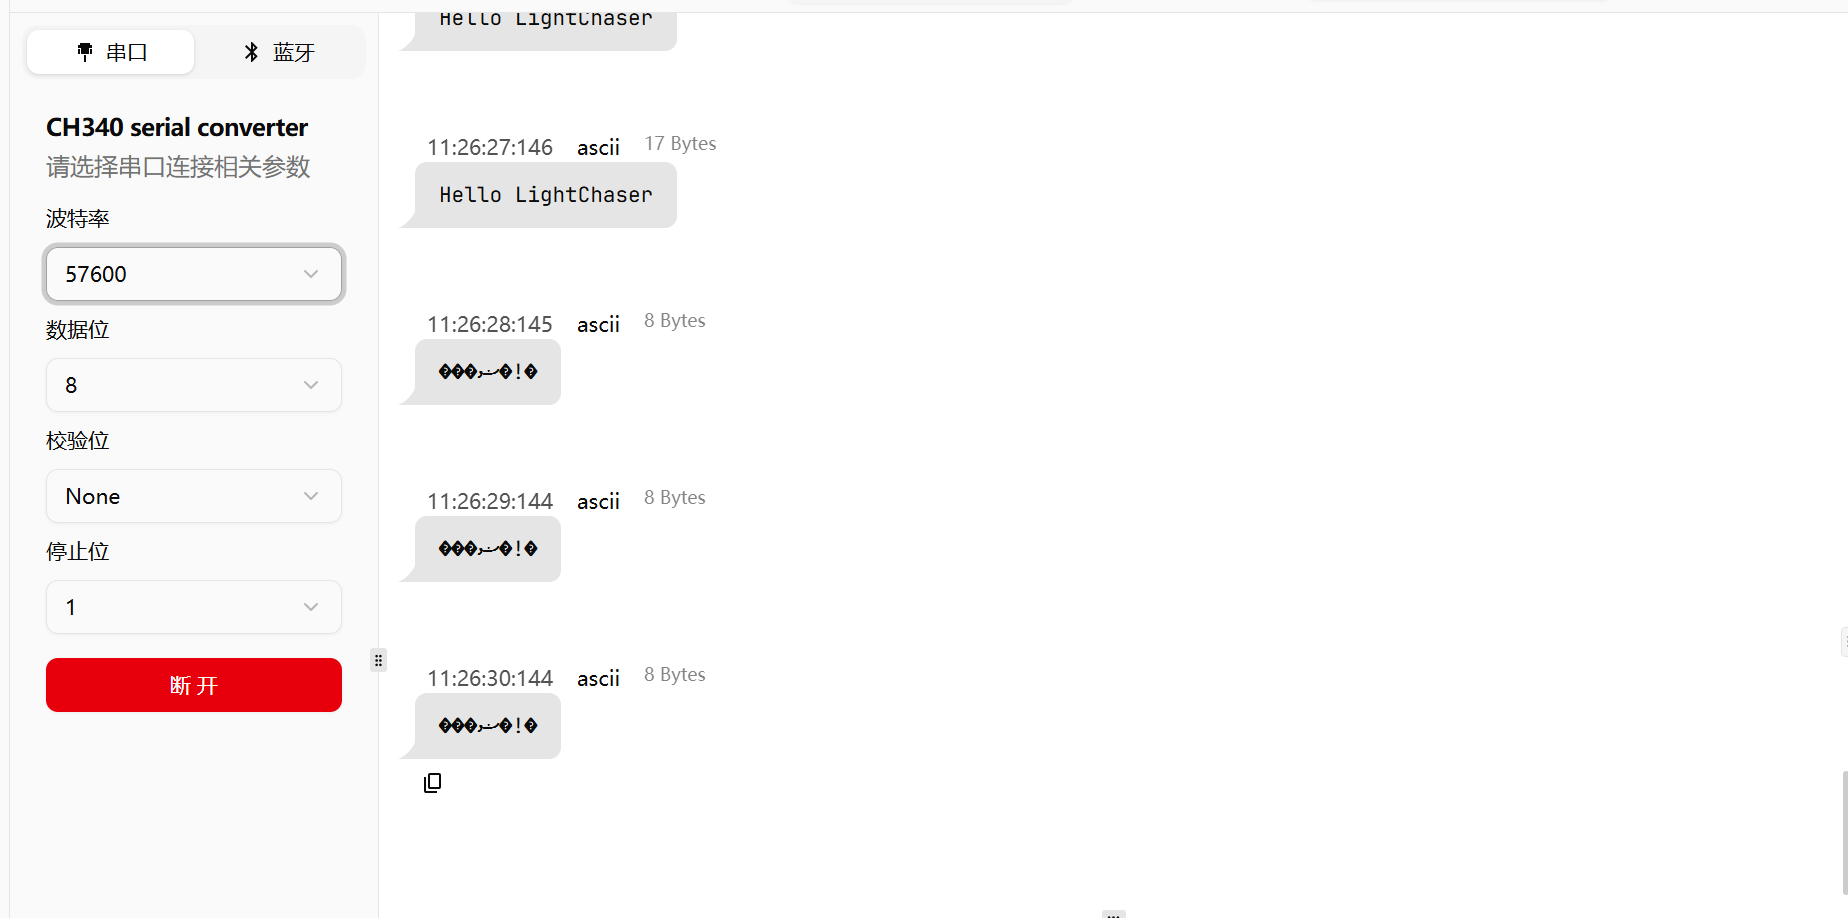 串口
蓝牙
CH340 serial converter
请选择串口连接相关参数
波特率
57600
数据位
8
校验位
None
停止位
1
断 开
Hello LightChaser
11:26:27:146 ascii 17 Bytes
Hello LightChaser
11:26:28:145 ascii 8 Bytes
11:26:29:144 ascii 8 Bytes
11:26:30:144 ascii 8 Bytes